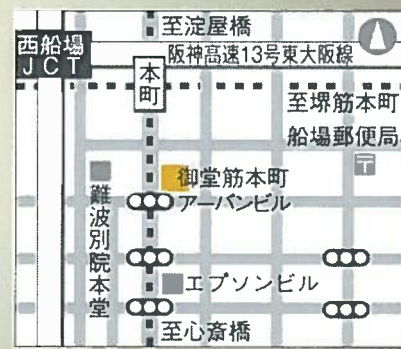 至淀屋橋
西船場
JCT
阪神高速13号東大阪線
本町
至堺筋本町
船場郵便局
御堂筋本町
アーバンビル
難波別院本堂
エプソンビル
至心斎橋